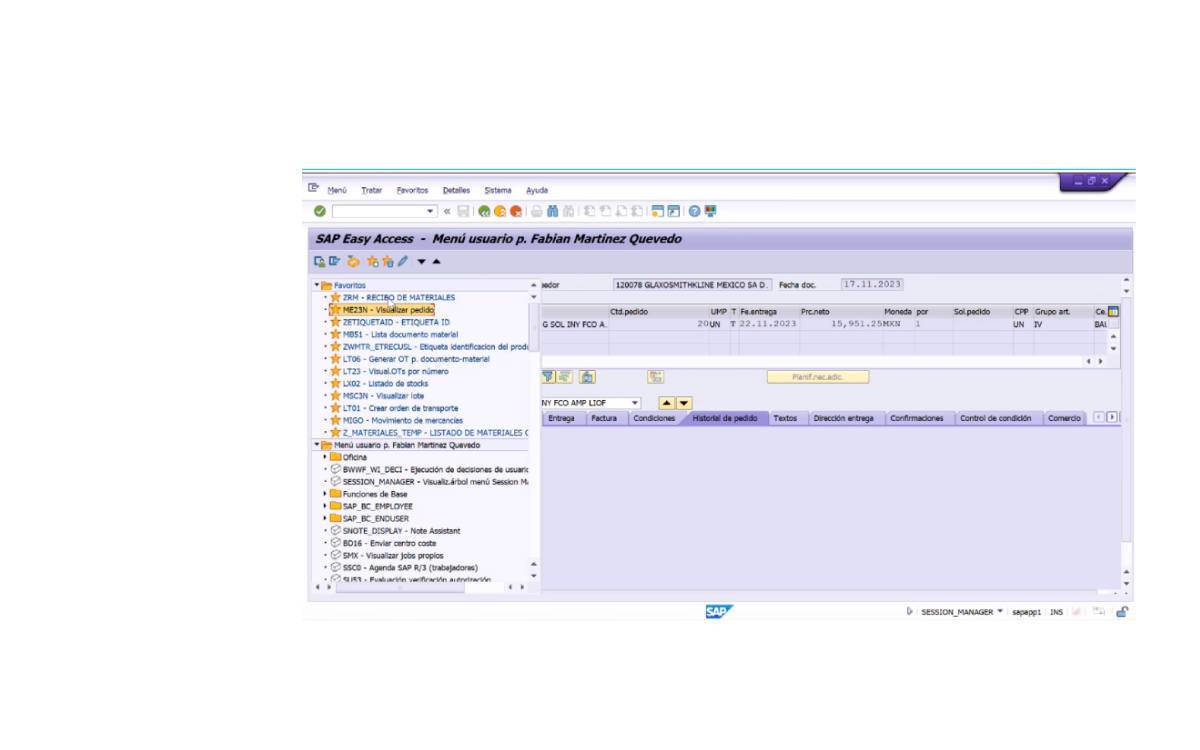 Menú Tratar Favoritos Detalles Sistema Ayuda
SAP Easy Access - Menú usuario p. Fabian Martinez Quevedo
Favoritos
ZRM - RECIBO DE MATERIALES
ME23N - Visualizar pedido
ZETIQUETAID - ETIQUETA ID
MB51 - Lista documento material
ZWMTR_ETRECUSL - Etiqueta identificacion del produ
LT06 - Generar OT p. documento-material
LT23 - Visual.OTs por número
LX02 - Listado de stocks
MSC3N - Visualizar lote
LT01 - Crear orden de transporte
MIGO - Movimiento de mercancías
Z_MATERIALES_TEMP - LISTADO DE MATERIALES C
Menú usuario p. Fabian Martinez Quevedo
Oficina
BWWF_WI_DECI - Ejecución de decisiones de usuario
SESSION_MANAGER - Visualiz.árbol menú Session Ma
Funciones de Base
SAP_BC_EMPLOYEE
SAP_BC_ENDUSER
SNOTE_DISPLAY - Note Assistant
BD16 - Enviar centro coste
SMX - Visualizar jobs propios
SSC0 - Agenda SAP R/3 (trabajadores)
SU53 - Evaluación verificación autorización
edor 120078 GLAXOSMITHKLINE MEXICO SA D. Fecha doc. 17.11.2023
Ctd.pedido UMP T Fe.entrega Prc.neto Moneda por Sol.pedido CPP Grupo art. Ce.
G SOL INY FCO A. 20 UN T 22.11.2023 15,951.25 MXN 1 UN IV BAL
Planif.nec.adic.
NY FCO AMP LIOF
Entrega Factura Condiciones Historial de pedido Textos Dirección entrega Confirmaciones Control de condición Comercio
SAP
SESSION_MANAGER sapapp1 INS